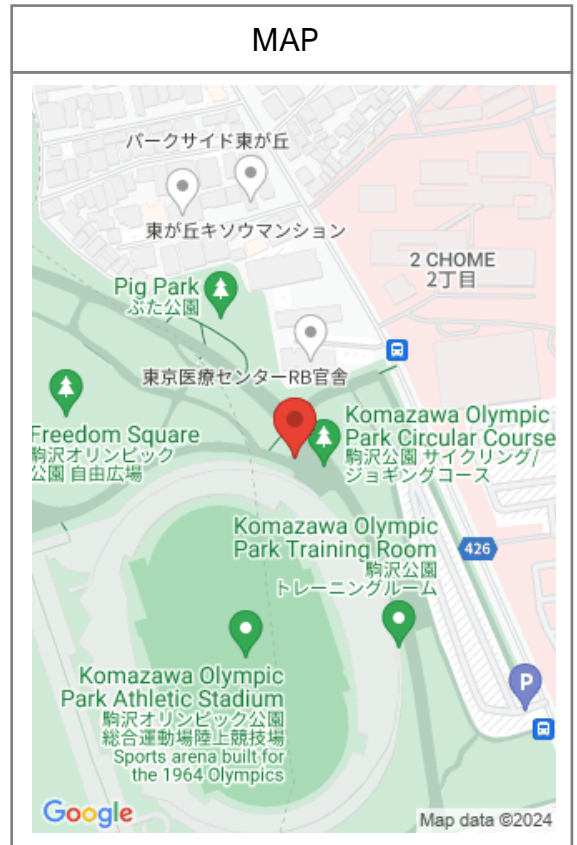 MAP
パークサイド東が丘
東が丘キソウマンション
2 CHOME
2丁目
Pig Park
ぶた公園
東京医療センターRB官舎
Freedom Square
駒沢オリンピック
公園 自由広場
Komazawa Olympic
Park Circular Course
駒沢公園 サイクリング/
ジョギングコース
Komazawa Olympic
Park Training Room
駒沢公園
トレーニングルーム
426
P
Komazawa Olympic
Park Athletic Stadium
駒沢オリンピック公園
総合運動場陸上競技場
Sports arena built for
the 1964 Olympics
Google
Map data ©2024